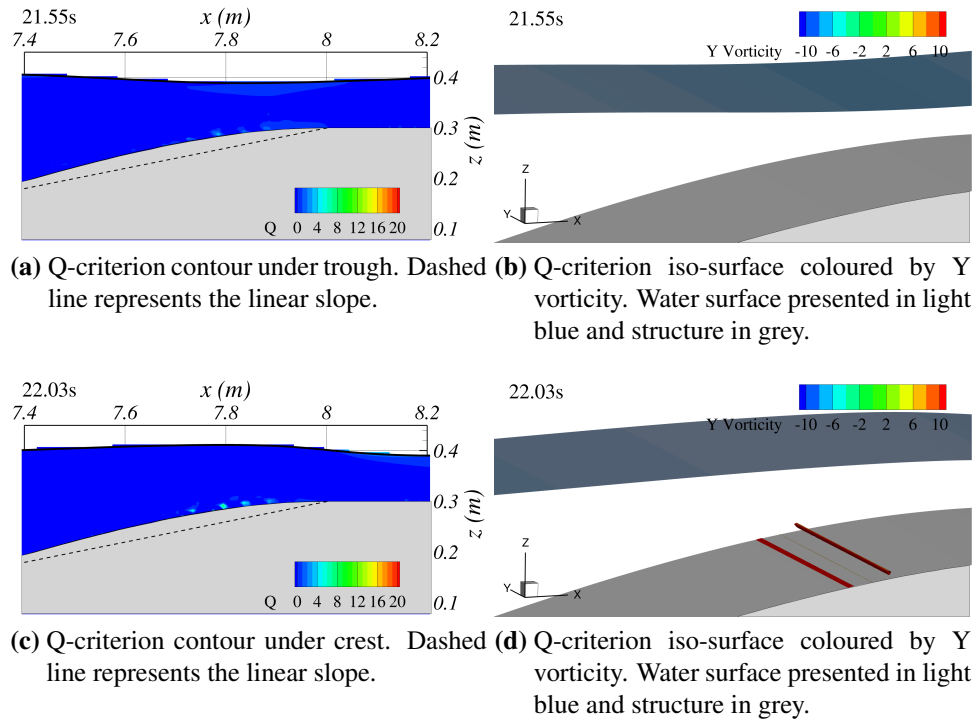 21.55s
x (m)
7.4 7.6 7.8 8 8.2
0.4
0.3
0.2
0.1
z (m)
Q 0 4 8 12 16 20
21.55s
Y Vorticity -10 -6 -2 2 6 10
Z
Y X
(a) Q-criterion contour under trough. Dashed
line represents the linear slope.
(b) Q-criterion iso-surface coloured by Y
vorticity. Water surface presented in light
blue and structure in grey.
22.03s
x (m)
7.4 7.6 7.8 8 8.2
0.4
0.3
0.2
0.1
z (m)
Q 0 4 8 12 16 20
22.03s
Y Vorticity -10 -6 -2 2 6 10
Z
Y X
(c) Q-criterion contour under crest. Dashed
line represents the linear slope.
(d) Q-criterion iso-surface coloured by Y
vorticity. Water surface presented in light
blue and structure in grey.